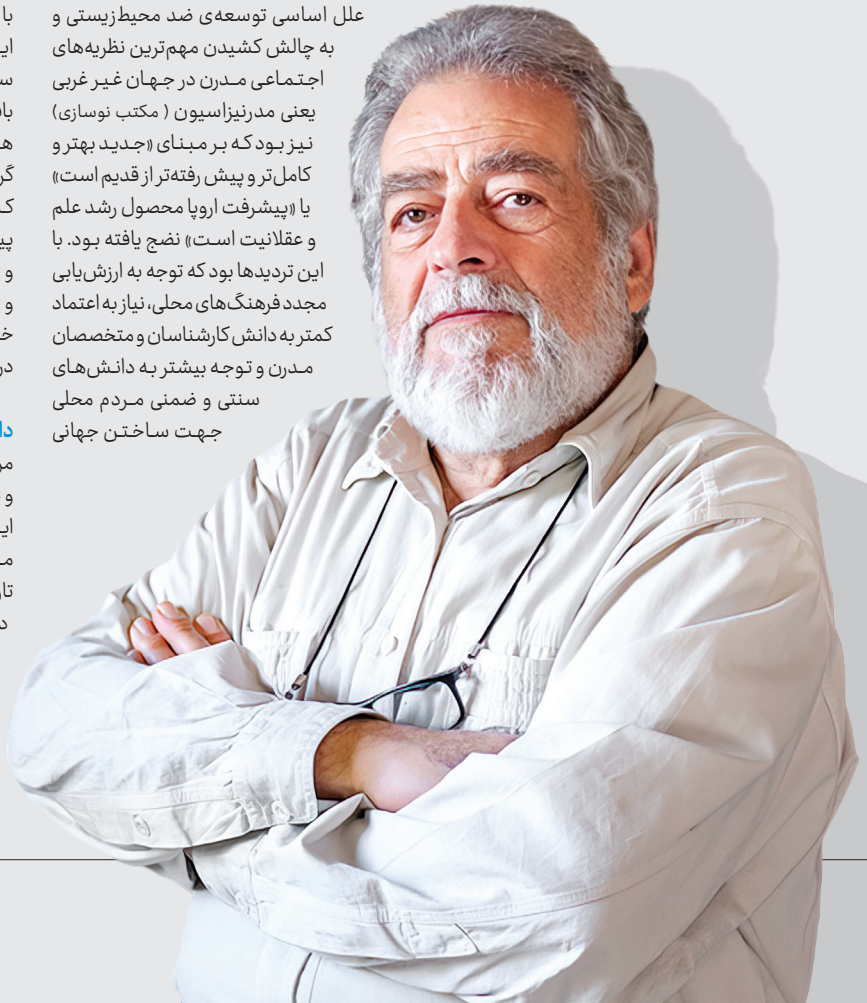 علل اساسی توسعه‌ی ضد محیط‌زیستی و
به چالش کشیدن مهم‌ترین نظریه‌های
اجتماعی مدرن در جهان غیر غربی
یعنی مدرنیزاسیون ( مکتب نوسازی)
نیز بود که بر مبنای «جدید بهتر و
کامل‌تر و پیش رفته‌تر از قدیم است»
یا «پیشرفت اروپا محصول رشد علم
و عقلانیت است» نضج یافته بود. با
این تردیدها بود که توجه به ارزش‌یابی
مجدد فرهنگ‌های محلی، نیاز به اعتماد
کمتر به دانش کارشناسان و متخصصان
مدرن و توجه بیشتر به دانش‌های
سنتی و ضمنی مردم محلی
جهت ساختن جهانی